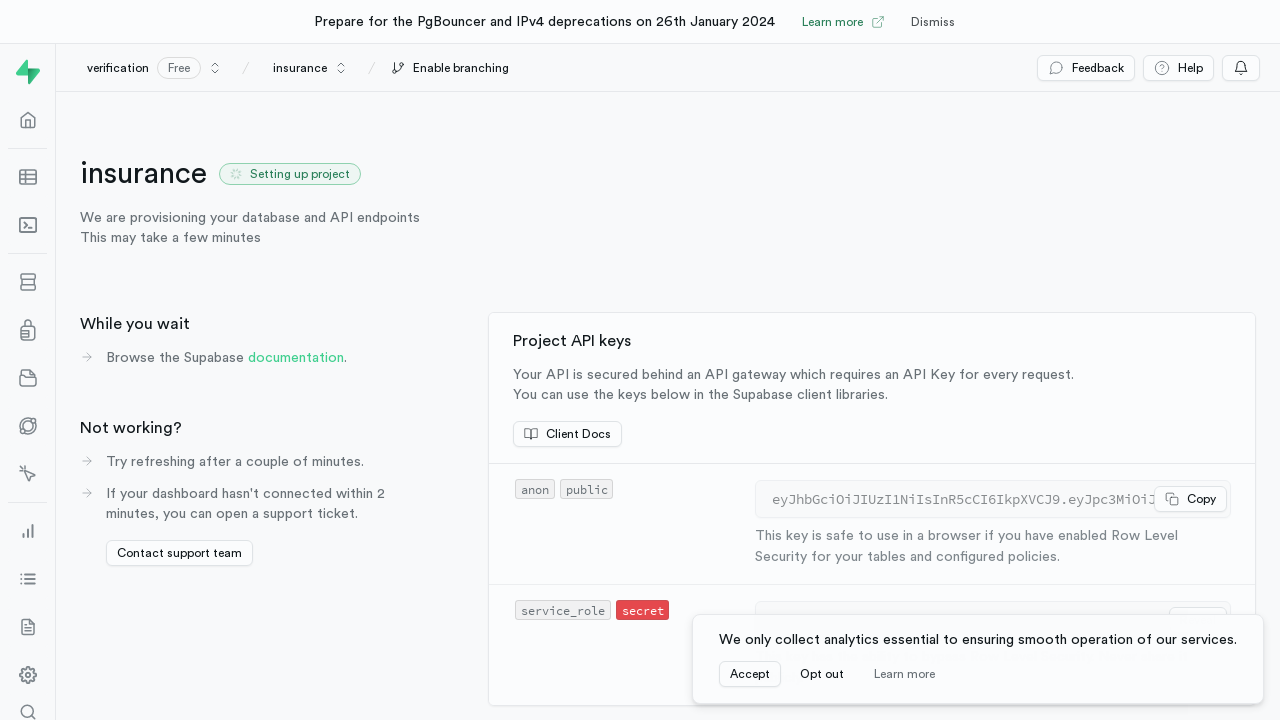 Prepare for the PgBouncer and IPv4 deprecations on 26th January 2024 Learn more Dismiss
verification Free / insurance / Enable branching Feedback Help
insurance Setting up project
We are provisioning your database and API endpoints
This may take a few minutes
While you wait
Browse the Supabase documentation.
Not working?
Try refreshing after a couple of minutes.
If your dashboard hasn't connected within 2
minutes, you can open a support ticket.
Contact support team
Project API keys
Your API is secured behind an API gateway which requires an API Key for every request.
You can use the keys below in the Supabase client libraries.
Client Docs
anon public
eyJhbGciOiJIUzI1NiIsInR5cCI6IkpXVCJ9.eyJpc3MiOiJ Copy
This key is safe to use in a browser if you have enabled Row Level
Security for your tables and configured policies.
service_role secret
We only collect analytics essential to ensuring smooth operation of our services.
Accept Opt out Learn more